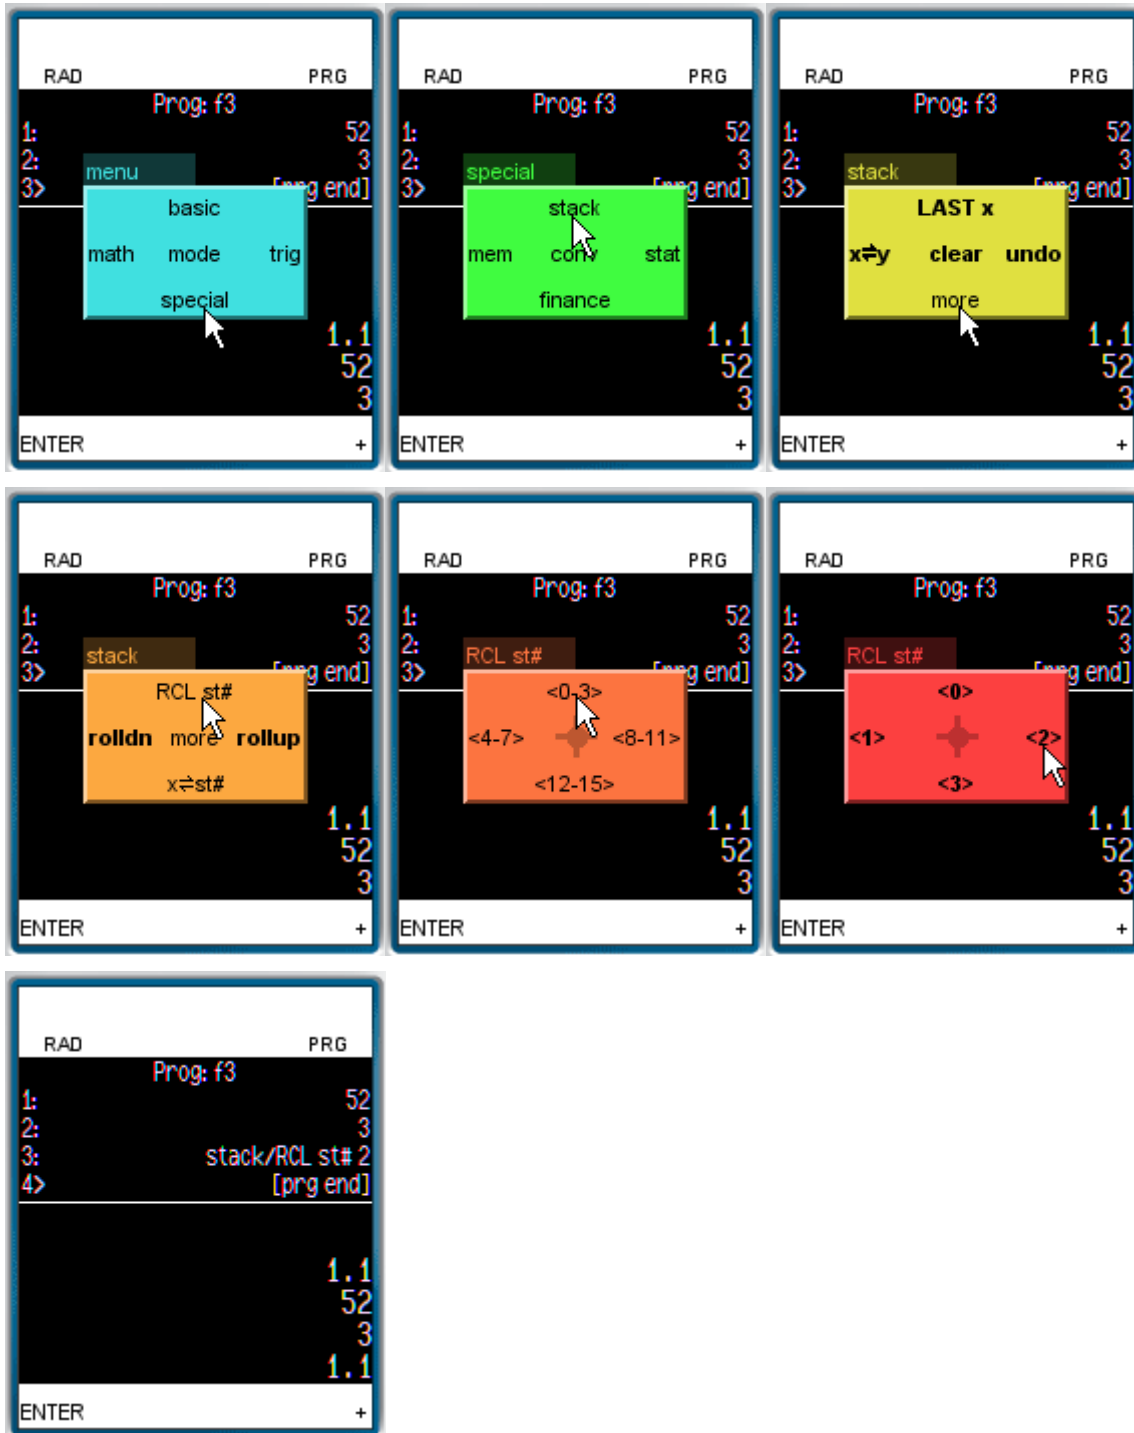 RAD PRG
Prog: f3
1: 52
2: 3
menu
3> [prg end]
basic
math mode trig
special
1.1
52
3
ENTER +
RAD PRG
Prog: f3
1: 52
2: 3
special
3> [prg end]
stack
mem conv stat
finance
1.1
52
3
ENTER +
RAD PRG
Prog: f3
1: 52
2: 3
stack
3> [prg end]
LAST x
x⇌y clear undo
more
1.1
52
3
ENTER +
RAD PRG
Prog: f3
1: 52
2: 3
stack
3> [prg end]
RCL st#
rolldn more rollup
x⇌st#
1.1
52
3
ENTER +
RAD PRG
Prog: f3
1: 52
2: 3
RCL st#
3> [prg end]
<0-3>
<4-7> <8-11>
<12-15>
1.1
52
3
ENTER +
RAD PRG
Prog: f3
1: 52
2: 3
RCL st#
3> [prg end]
<0>
<1> <2>
<3>
1.1
52
3
ENTER +
RAD PRG
Prog: f3
1: 52
2: 3
3: stack/RCL st# 2
4> [prg end]
1.1
52
3
1.1
ENTER +